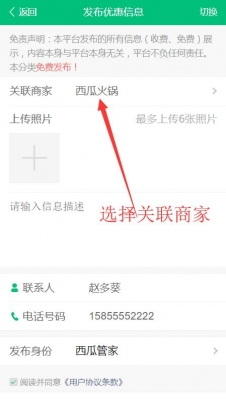 返回 发布优惠信息 切换
免责声明：本平台发布的所有信息（收费、免费）展
示，内容本身与平台本身无关，平台不负任何责任。
本分类免费发布！
关联商家 西瓜火锅
上传照片 最多上传6张照片
请输入信息描述
选择关联商家
联系人 赵多葵
电话号码 15855552222
发布身份 西瓜管家
阅读并同意《用户协议条款》